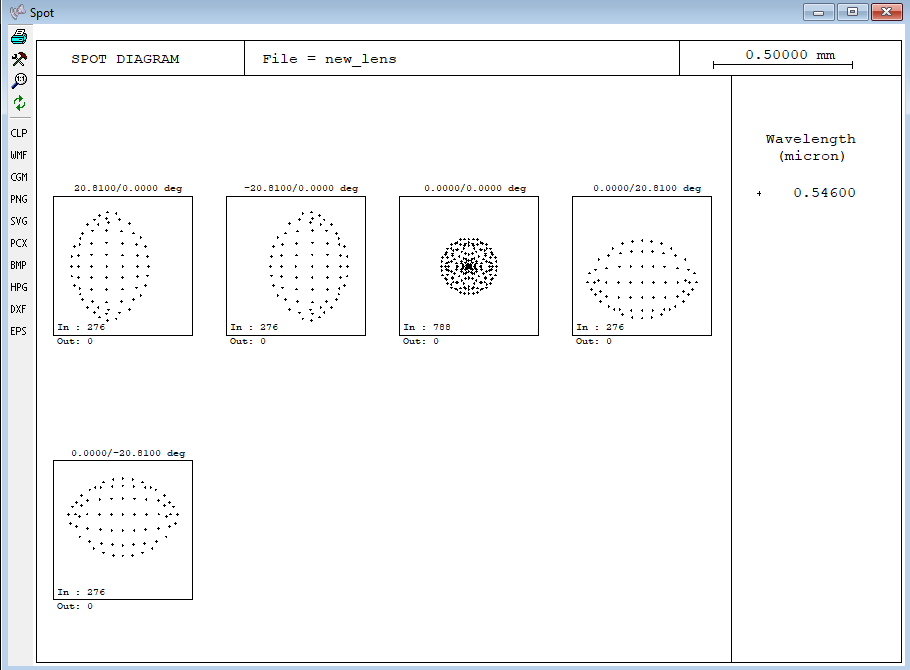 Spot
SPOT DIAGRAM
File = new_lens
0.50000 mm
CLP
WMF
CGM
PNG
SVG
PCX
BMP
HPG
DXF
EPS
Wavelength
(micron)
+ 0.54600
20.8100/0.0000 deg
In : 276
Out: 0
-20.8100/0.0000 deg
In : 276
Out: 0
0.0000/0.0000 deg
In : 788
Out: 0
0.0000/20.8100 deg
In : 276
Out: 0
0.0000/-20.8100 deg
In : 276
Out: 0